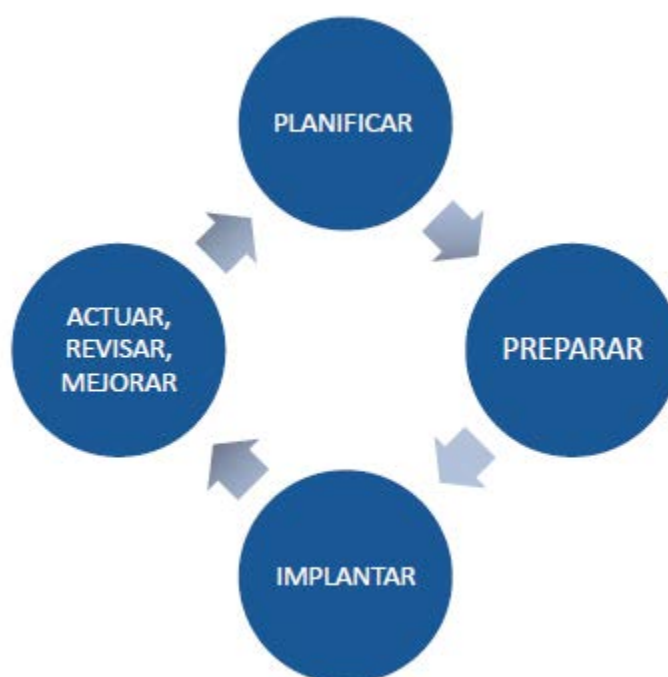 PLANIFICAR
PREPARAR
IMPLANTAR
ACTUAR,
REVISAR,
MEJORAR